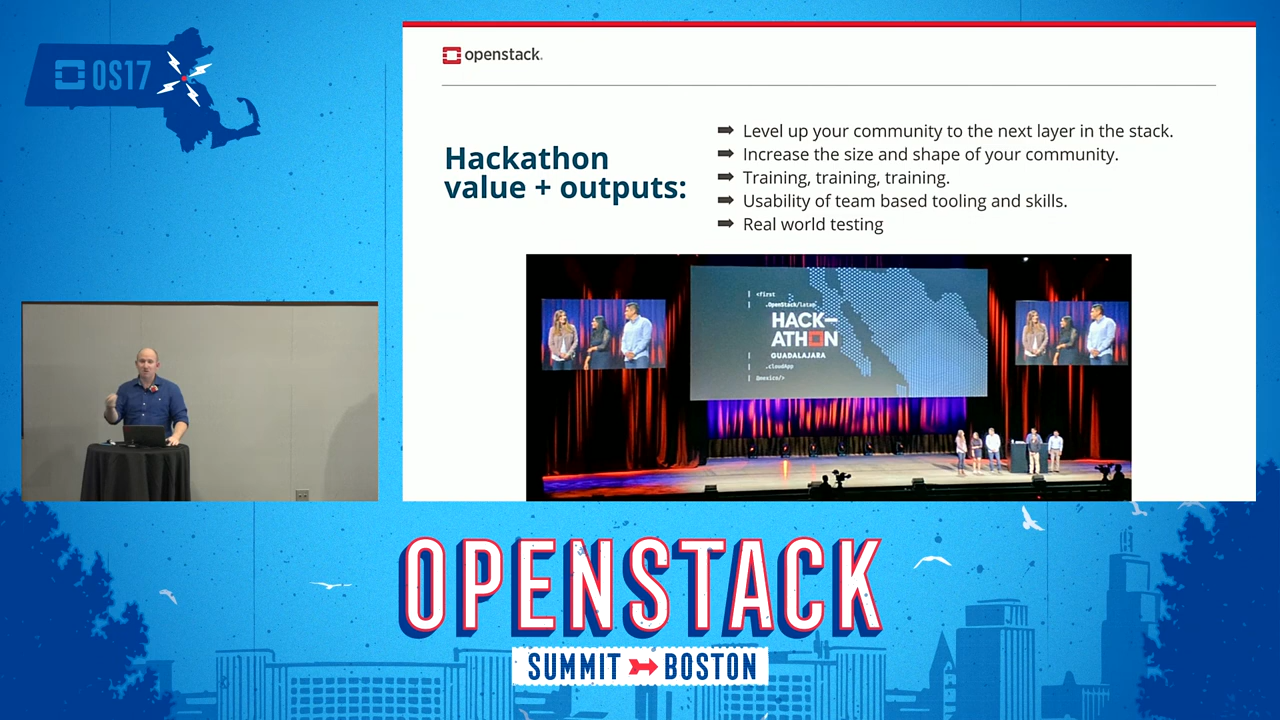 OS17
openstack.
Hackathon
value + outputs:
Level up your community to the next layer in the stack.
Increase the size and shape of your community.
Training, training, training.
Usability of team based tooling and skills.
Real world testing
<first
.OpenStack/latam
HACK-
ATHON
GUADALAJARA
.cloudApp
@mexico/>
OPENSTACK
SUMMIT BOSTON